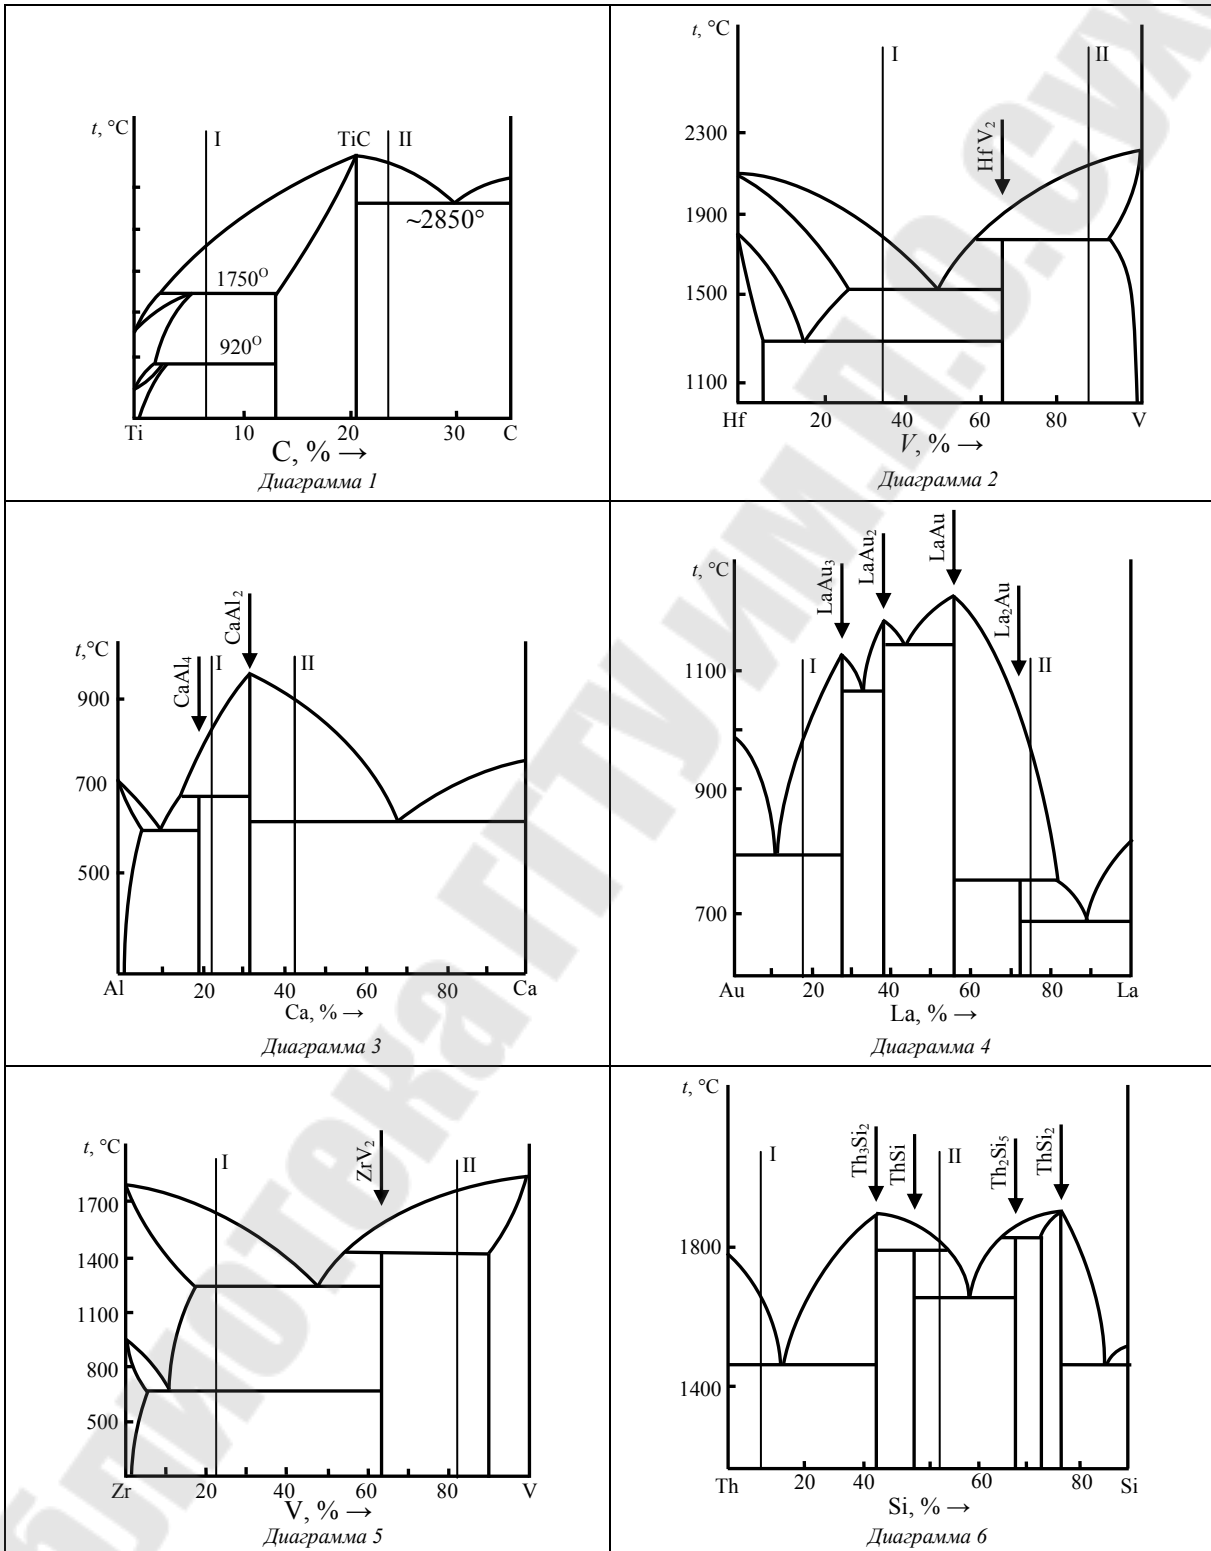 t, °C
I
TiC
II
1750°
920°
~2850°
Ti
10
20
30
C
C, % →
Диаграмма 1
t, °C
I
II
Hf V₂
2300
1900
1500
1100
Hf
20
40
60
80
V
V, % →
Диаграмма 2
t,°C
CaAl₄
I
CaAl₂
II
900
700
500
Al
20
40
80
Ca
Ca, % →
Диаграмма 3
t, °C
I
LaAu₃
LaAu₂
LaAu
La₂Au
II
1100
900
700
Au
20
40
60
80
La
La, % →
Диаграмма 4
t, °C
I
ZrV₂
II
1700
1400
1100
800
500
Zr
20
40
60
80
V
V, % →
Диаграмма 5
t, °C
I
Th₃Si₂
ThSi
II
Th₂Si₅
ThSi₂
1800
1400
Th
20
40
60
80
Si
Si, % →
Диаграмма 6
библиотека ГГТУ им.П.О.Сухо